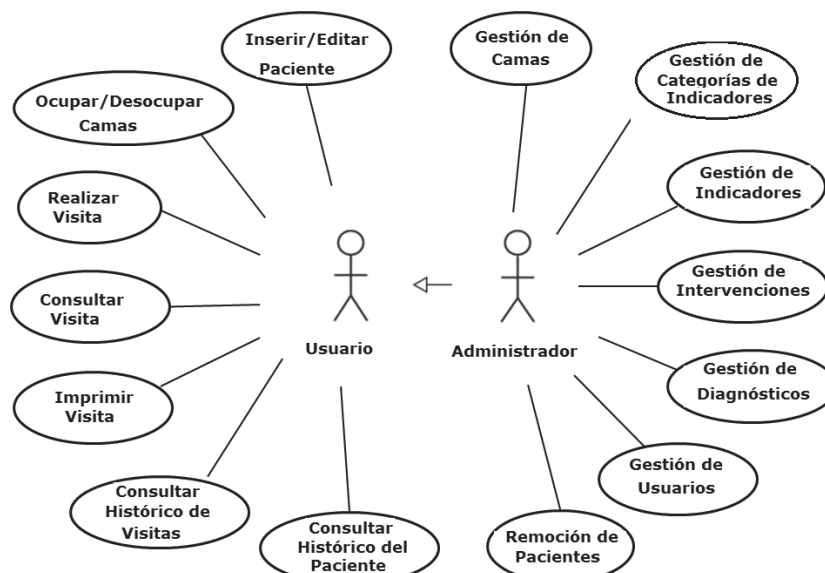 Inserir/Editar
Paciente
Gestión de
Camas
Gestión de
Categorías de
Indicadores
Ocupar/Desocupar
Camas
Gestión de
Indicadores
Realizar
Visita
Gestión de
Intervenciones
Consultar
Visita
Usuario
Administrador
Gestión de
Diagnósticos
Imprimir
Visita
Gestión de
Usuarios
Consultar
Histórico de
Visitas
Consultar
Histórico del
Paciente
Remoción de
Pacientes